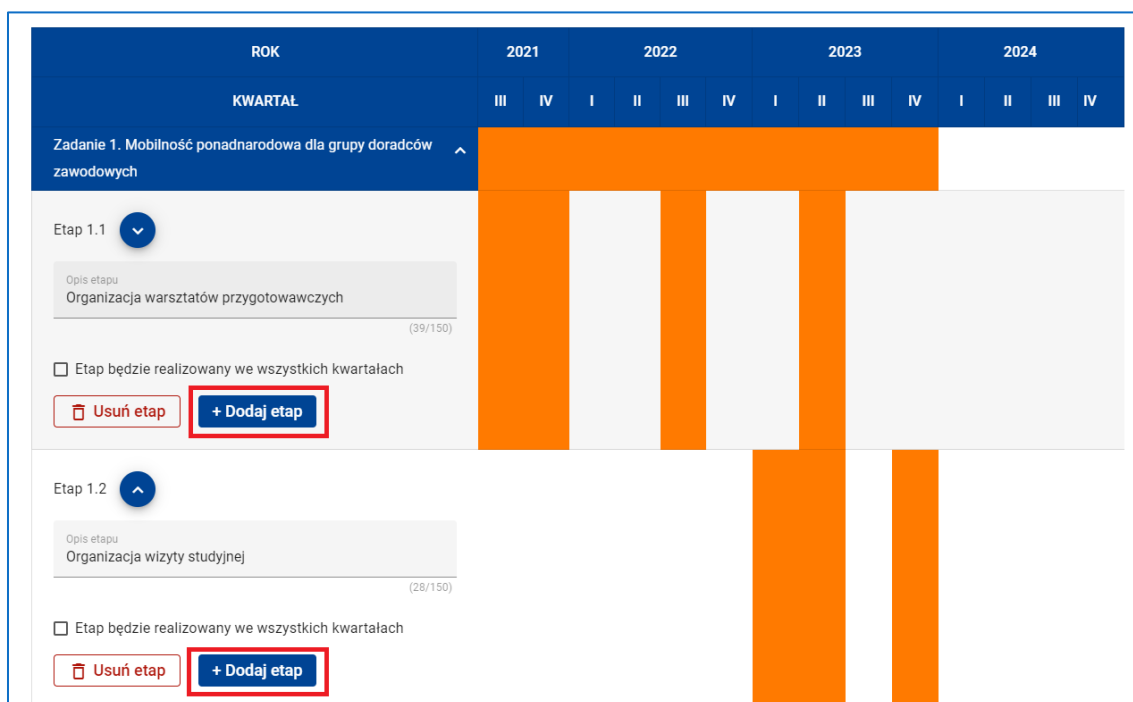 ROK 2021 2022 2023 2024
KWARTAŁ III IV I II III IV I II III IV I II III IV
Zadanie 1. Mobilność ponadnarodowa dla grupy doradców
zawodowych
Etap 1.1
Opis etapu
Organizacja warsztatów przygotowawczych
(39/150)
Etap będzie realizowany we wszystkich kwartałach
Usuń etap + Dodaj etap
Etap 1.2
Opis etapu
Organizacja wizyty studyjnej
(28/150)
Etap będzie realizowany we wszystkich kwartałach
Usuń etap + Dodaj etap